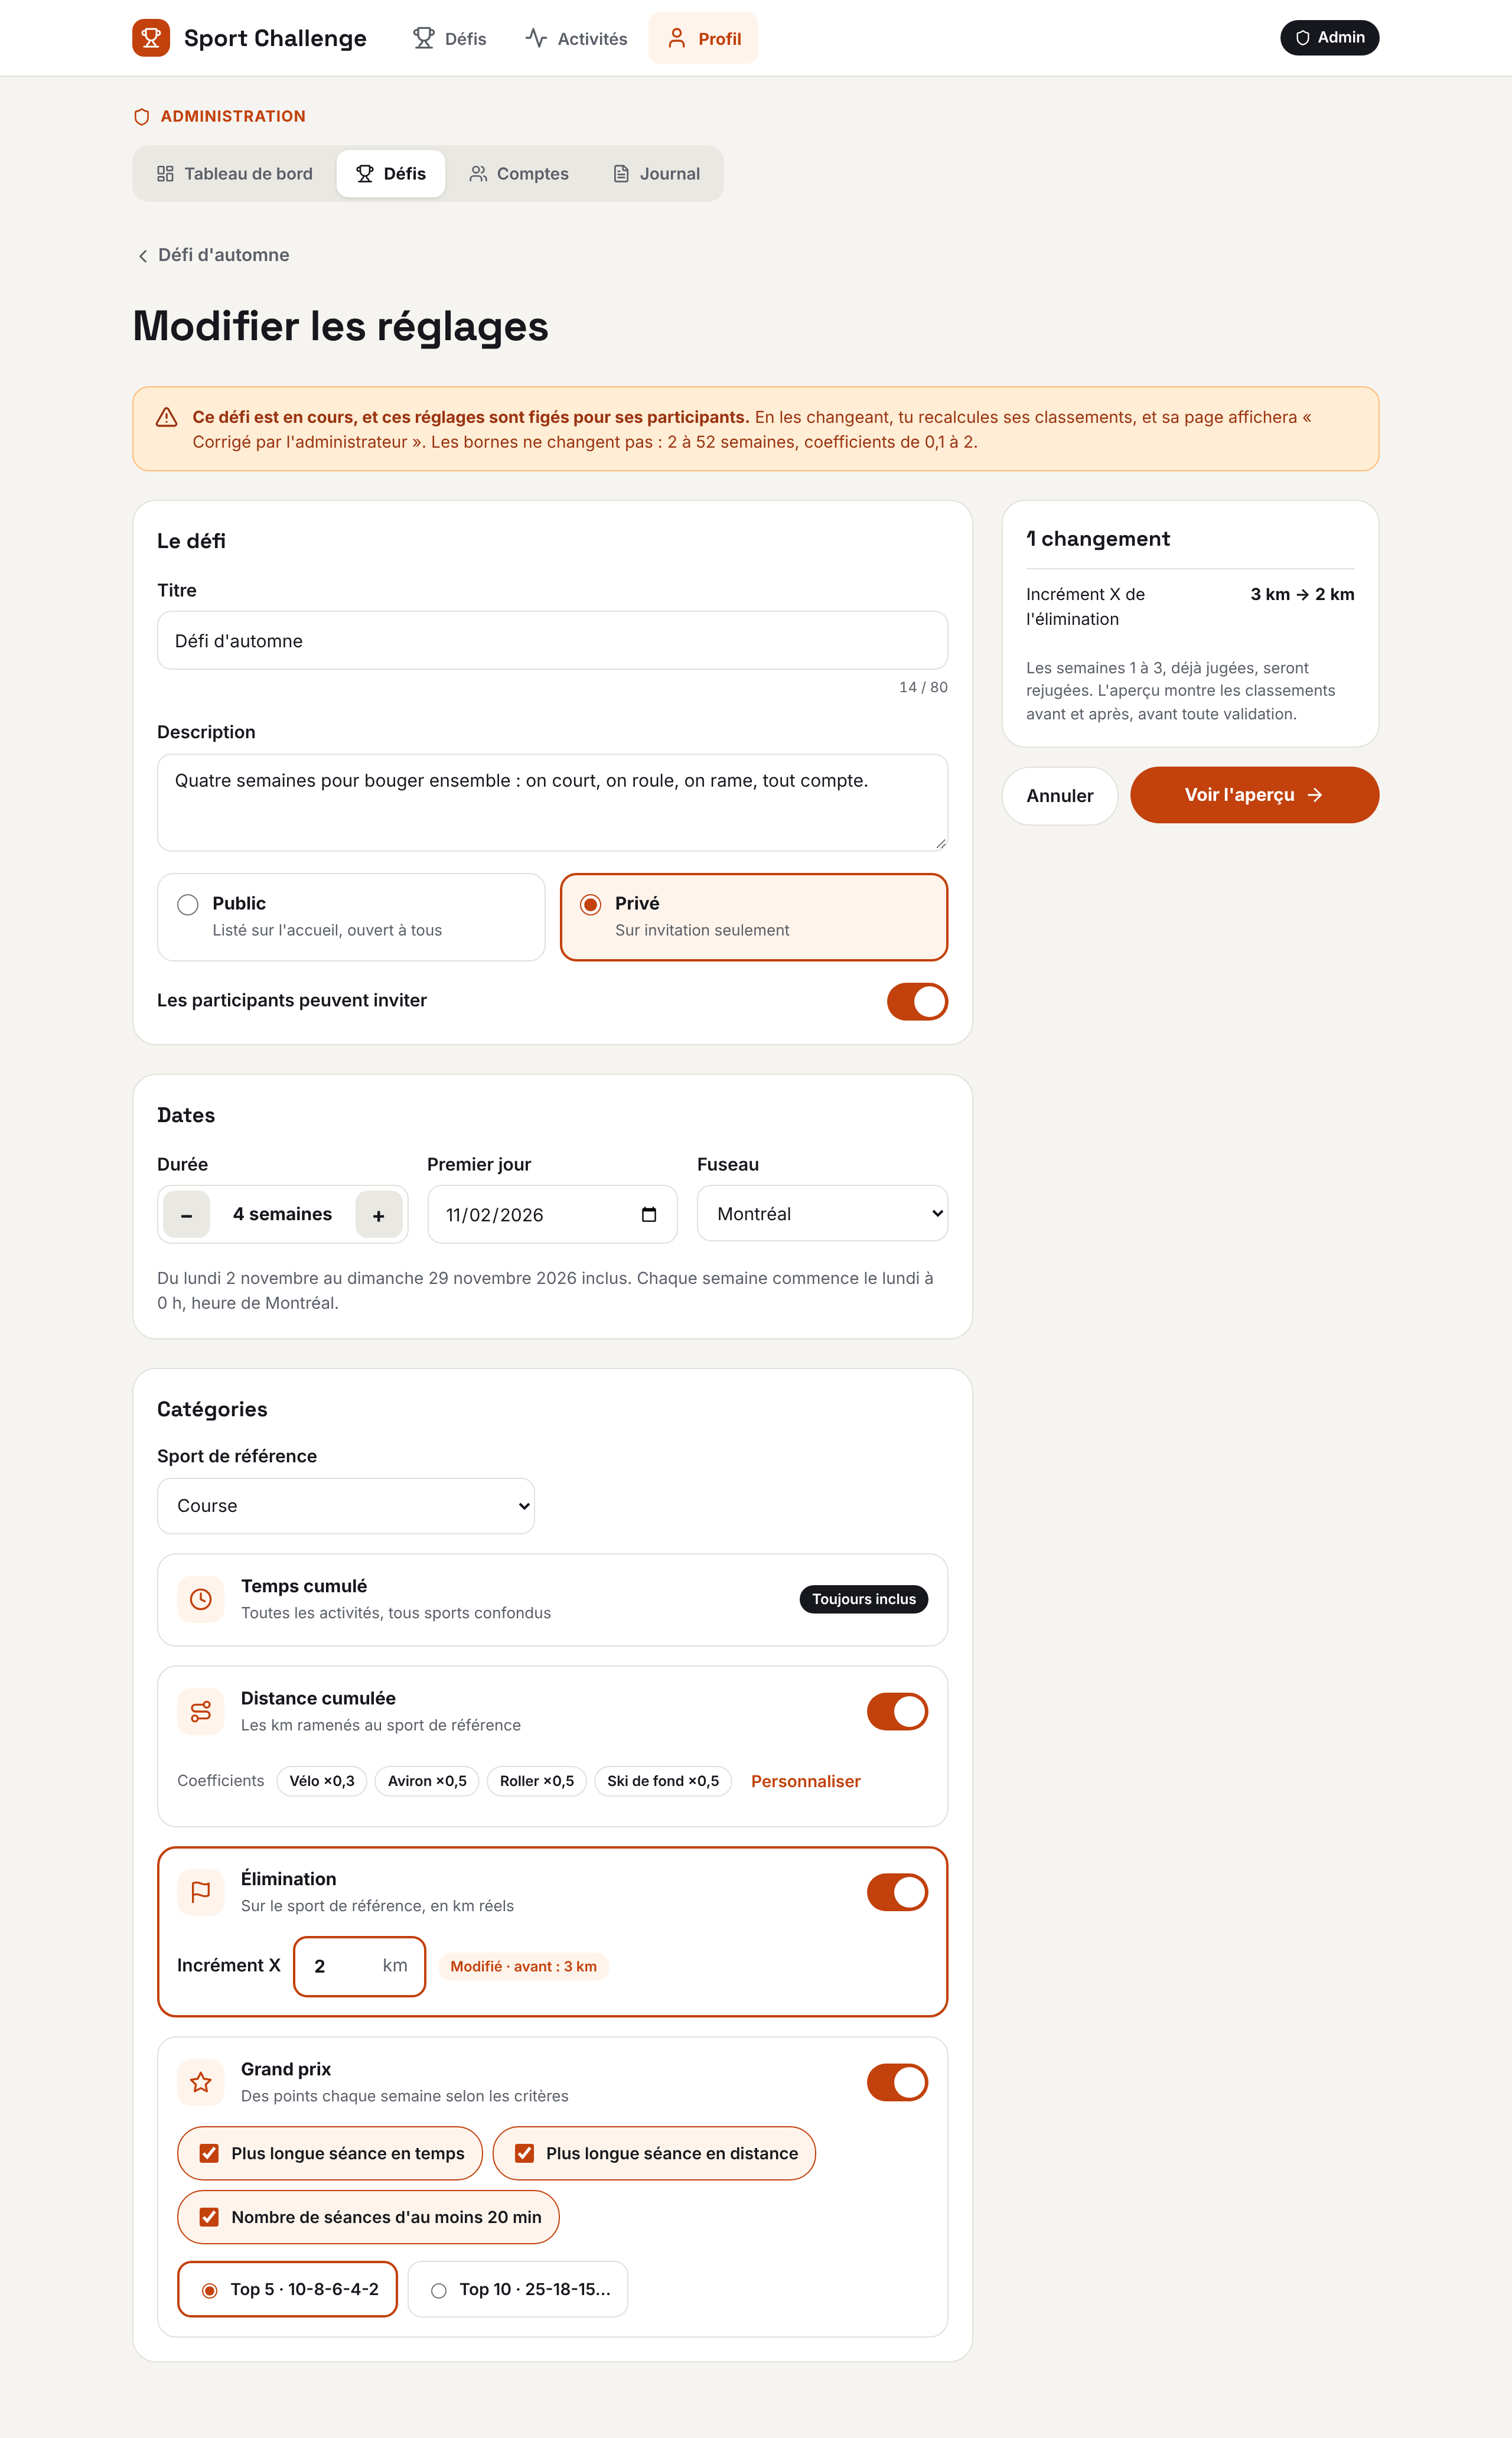 Sport Challenge
Défis
Activités
Profil
Admin
ADMINISTRATION
Tableau de bord
Défis
Comptes
Journal
Défi d'automne
Modifier les réglages
Ce défi est en cours, et ces réglages sont figés pour ses participants. En les changeant, tu recalcules ses classements, et sa page affichera «
Corrigé par l'administrateur ». Les bornes ne changent pas : 2 à 52 semaines, coefficients de 0,1 à 2.
Le défi
Titre
Défi d'automne
14 / 80
Description
Quatre semaines pour bouger ensemble : on court, on roule, on rame, tout compte.
Public
Listé sur l'accueil, ouvert à tous
Privé
Sur invitation seulement
Les participants peuvent inviter
1 changement
Incrément X de
l'élimination
3 km → 2 km
Les semaines 1 à 3, déjà jugées, seront
rejugées. L'aperçu montre les classements
avant et après, avant toute validation.
Annuler
Voir l'aperçu →
Dates
Durée
Premier jour
Fuseau
− 4 semaines +
11/02/2026
Montréal
Du lundi 2 novembre au dimanche 29 novembre 2026 inclus. Chaque semaine commence le lundi à
0 h, heure de Montréal.
Catégories
Sport de référence
Course
Temps cumulé
Toutes les activités, tous sports confondus
Toujours inclus
Distance cumulée
Les km ramenés au sport de référence
Coefficients
Vélo ×0,3
Aviron ×0,5
Roller ×0,5
Ski de fond ×0,5
Personnaliser
Élimination
Sur le sport de référence, en km réels
Incrément X
2 km
Modifié · avant : 3 km
Grand prix
Des points chaque semaine selon les critères
Plus longue séance en temps
Plus longue séance en distance
Nombre de séances d'au moins 20 min
Top 5 · 10-8-6-4-2
Top 10 · 25-18-15…